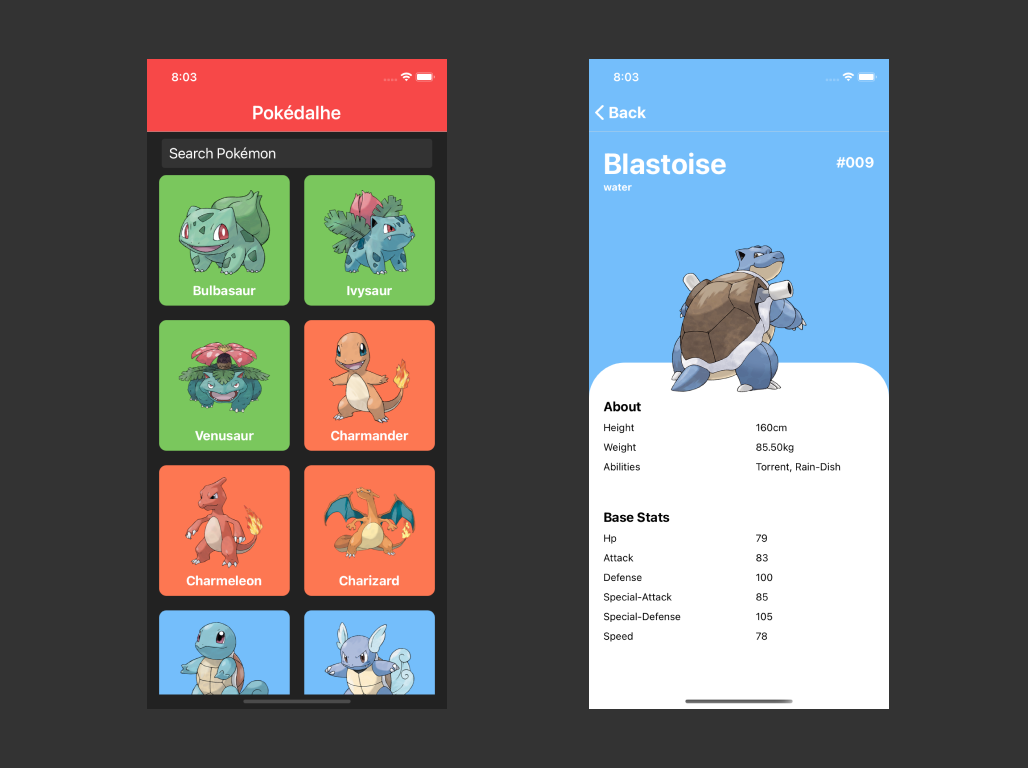 8:03
Pokédalhe
Search Pokémon
Bulbasaur Ivysaur
Venusaur Charmander
Charmeleon Charizard
8:03
Back
Blastoise #009
water
About
Height 160cm
Weight 85.50kg
Abilities Torrent, Rain-Dish
Base Stats
Hp 79
Attack 83
Defense 100
Special-Attack 85
Special-Defense 105
Speed 78